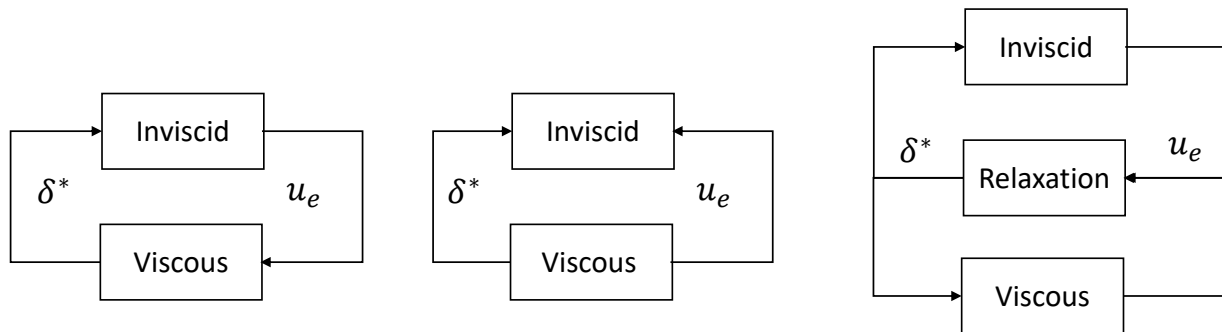 Inviscid
δ* u_e
Viscous
Inviscid
δ* u_e
Viscous
Inviscid
δ* u_e
Relaxation
Viscous